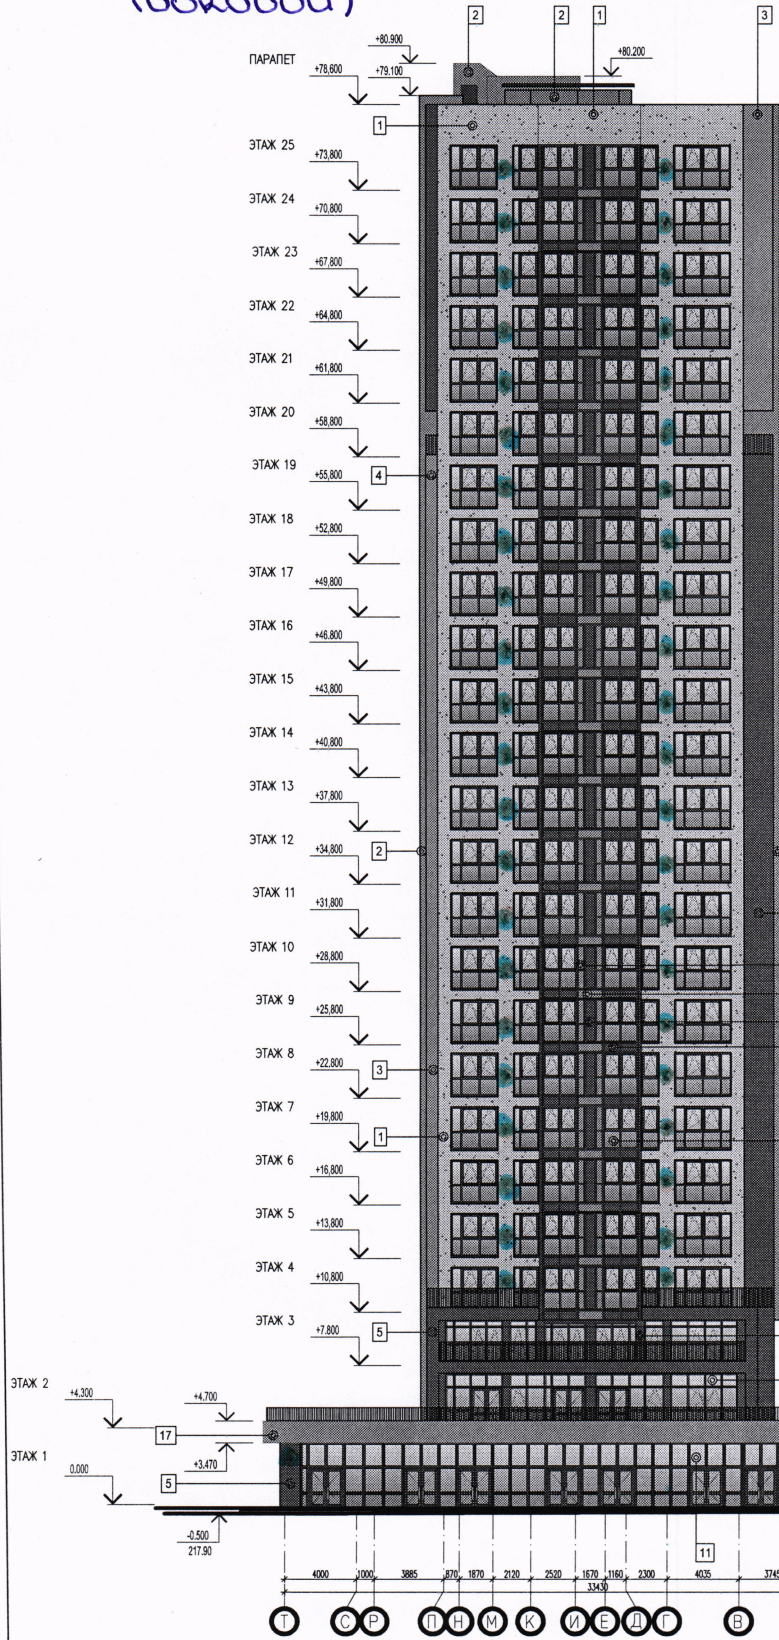 (боковой)
2
2
1
3
+80.900
+80.200
ПАРАПЕТ
+78,600
+79.100
1
ЭТАЖ 25
+73,800
ЭТАЖ 24
+70,800
ЭТАЖ 23
+67,800
ЭТАЖ 22
+64,800
ЭТАЖ 21
+61,800
ЭТАЖ 20
+58,800
ЭТАЖ 19
+55,800
4
ЭТАЖ 18
+52,800
ЭТАЖ 17
+49,800
ЭТАЖ 16
+46.800
ЭТАЖ 15
+43,800
ЭТАЖ 14
+40,800
ЭТАЖ 13
+37,800
ЭТАЖ 12
+34,800
2
ЭТАЖ 11
+31,800
ЭТАЖ 10
+28,800
ЭТАЖ 9
+25,800
ЭТАЖ 8
+22,800
3
ЭТАЖ 7
+19,800
1
ЭТАЖ 6
+16,800
ЭТАЖ 5
+13,800
ЭТАЖ 4
+10,800
ЭТАЖ 3
+7.800
5
ЭТАЖ 2
+4.300
+4.700
17
ЭТАЖ 1
0.000
+3.470
5
-0.500
217.90
11
4000 1000 3885 870 1870 2120 2520 1670 1160 2300 4035 3745
33430
Т С Р П Н М К И Е Д Г В